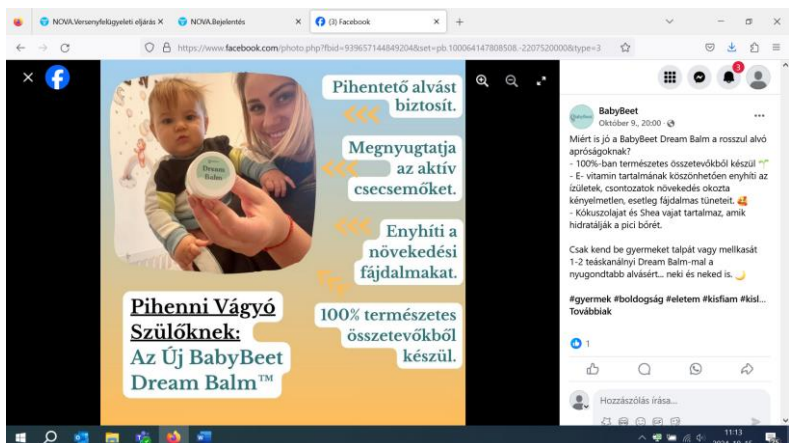 NOVA.Versenyfelügyeleti eljárás
NOVA.Bejelentés
(3) Facebook
https://www.facebook.com/photo.php?fbid=939657144849204&set=pb.100064147808508.-2207520000&type=3
Pihentető alvást
biztosít.
Megnyugtatja
az aktív
csecsemőket.
Enyhíti a
növekedési
fájdalmakat.
100% természetes
összetevőkből
készül.
Dream
Balm
Pihenni Vágyó
Szülőknek:
Az Új BabyBeet
Dream Balm™
3
BabyBeet
Október 9., 20:00 ·
Miért is jó a BabyBeet Dream Balm a rosszul alvó
apróságoknak?
- 100%-ban természetes összetevőkből készül 🌱
- E- vitamin tartalmának köszönhetően enyhíti az
ízületek, csontozatok növekedés okozta
kényelmetlen, esetleg fájdalmas tüneteit. 🥰
- Kókuszolajat és Shea vajat tartalmaz, amik
hidratálják a pici bőrét.
Csak kend be gyermeket talpát vagy mellkasát
1-2 teáskanálnyi Dream Balm-mal a
nyugondtabb alvásért... neki és neked is. 🌙
#gyermek #boldogság #eletem #kisfiam #kisl...
Továbbiak
1
Hozzászólás írása...
11:13